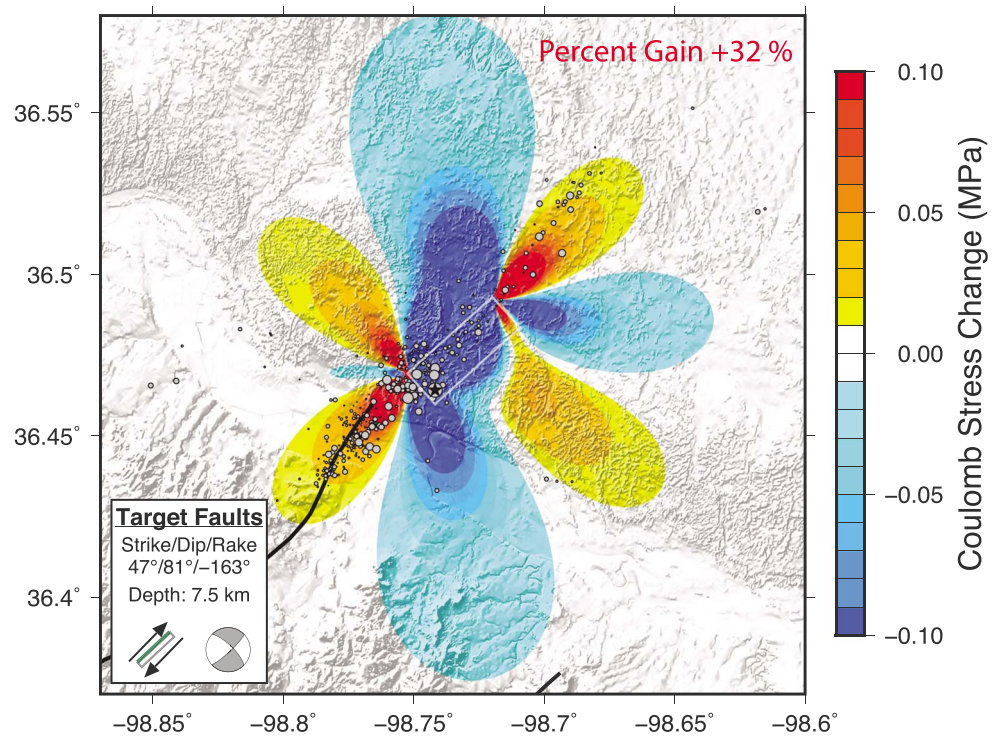 Percent Gain +32 %
36.55°
36.5°
36.45°
36.4°
Target Faults
Strike/Dip/Rake
47°/81°/−163°
Depth: 7.5 km
−98.85° −98.8° −98.75° −98.7° −98.65° −98.6°
0.10
0.05
0.00
−0.05
−0.10
Coulomb Stress Change (MPa)